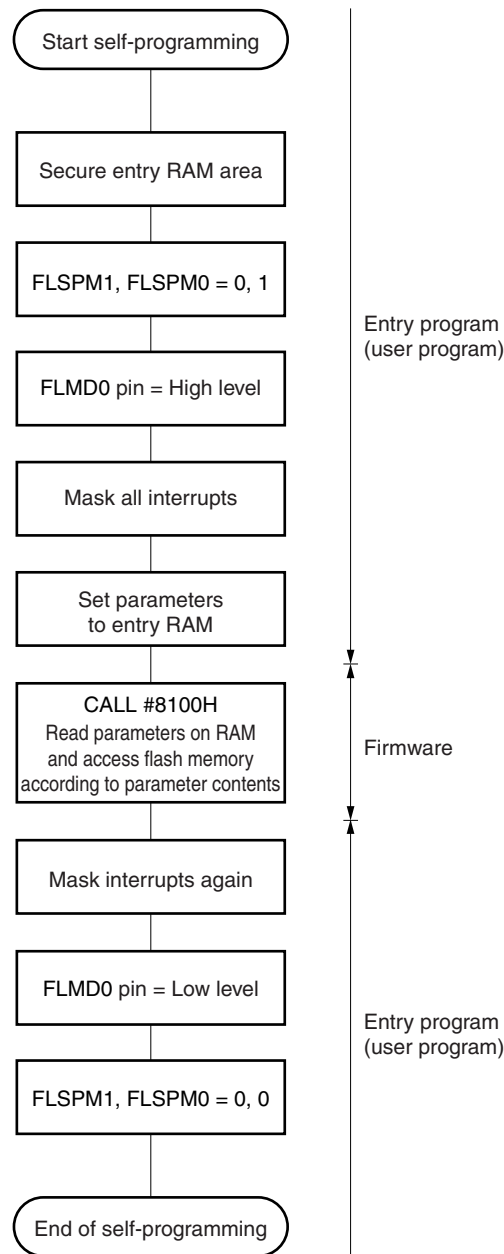 Start self-programming
Secure entry RAM area
FLSPM1, FLSPM0 = 0, 1
FLMD0 pin = High level
Mask all interrupts
Set parameters
to entry RAM
Entry program
(user program)
CALL #8100H
Read parameters on RAM
and access flash memory
according to parameter contents
Firmware
Mask interrupts again
FLMD0 pin = Low level
FLSPM1, FLSPM0 = 0, 0
End of self-programming
Entry program
(user program)